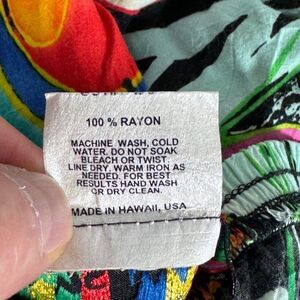 100 % RAYON
MACHINE WASH, COLD
WATER. DO NOT SOAK
BLEACH OR TWIST
LINE DRY. WARM IRON AS
NEEDED. FOR BEST
RESULTS HAND WASH
OR DRY CLEAN.
MADE IN HAWAII, USA